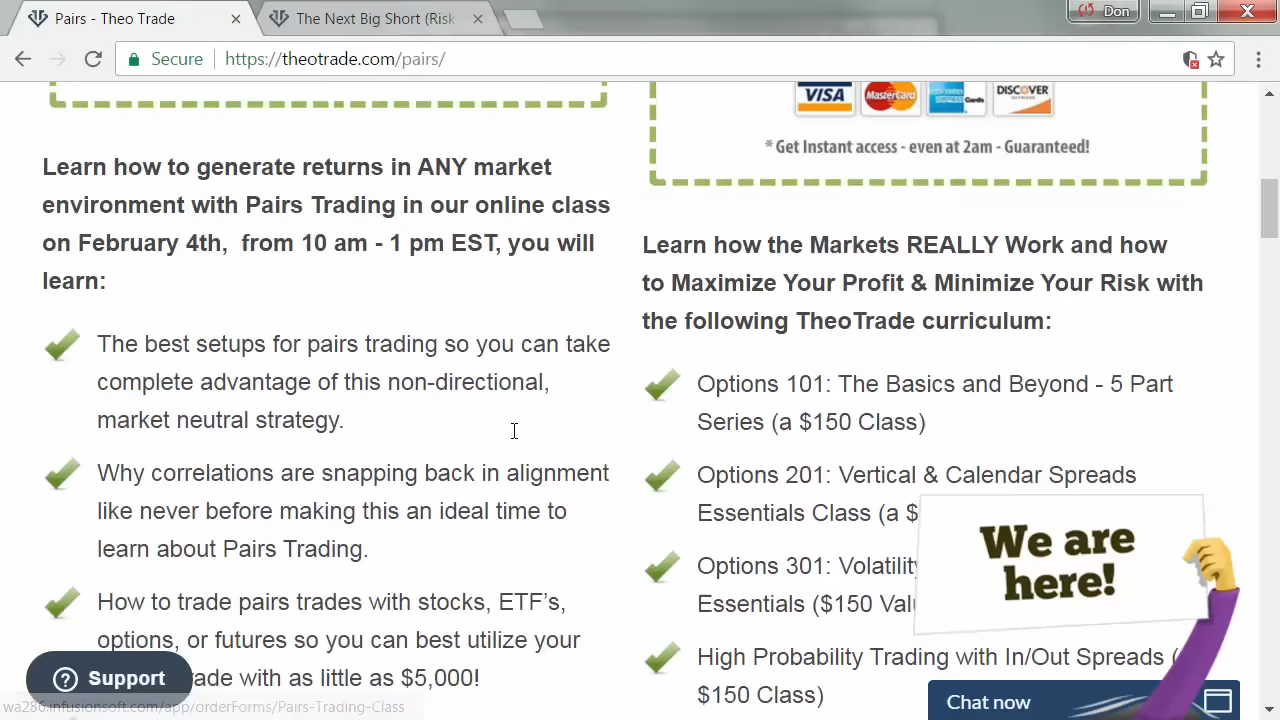 Pairs - Theo Trade
The Next Big Short (Risk
Don
Secure
https://theotrade.com/pairs/
VISA
MasterCard
Cards
DISCOVER
* Get Instant access - even at 2am - Guaranteed!
Learn how to generate returns in ANY market
environment with Pairs Trading in our online class
on February 4th, from 10 am - 1 pm EST, you will
learn:
The best setups for pairs trading so you can take
complete advantage of this non-directional,
market neutral strategy.
Why correlations are snapping back in alignment
like never before making this an ideal time to
learn about Pairs Trading.
How to trade pairs trades with stocks, ETF's,
options, or futures so you can best utilize your
rade with as little as $5,000!
Learn how the Markets REALLY Work and how
to Maximize Your Profit & Minimize Your Risk with
the following TheoTrade curriculum:
Options 101: The Basics and Beyond - 5 Part
Series (a $150 Class)
Options 201: Vertical & Calendar Spreads
Essentials Class (a $
Options 301: Volatility
Essentials ($150 Val
High Probability Trading with In/Out Spreads (
$150 Class)
We are
here!
Support
Chat now
wa286.infusionsoft.com/app/orderForms/Pairs-Trading-Class